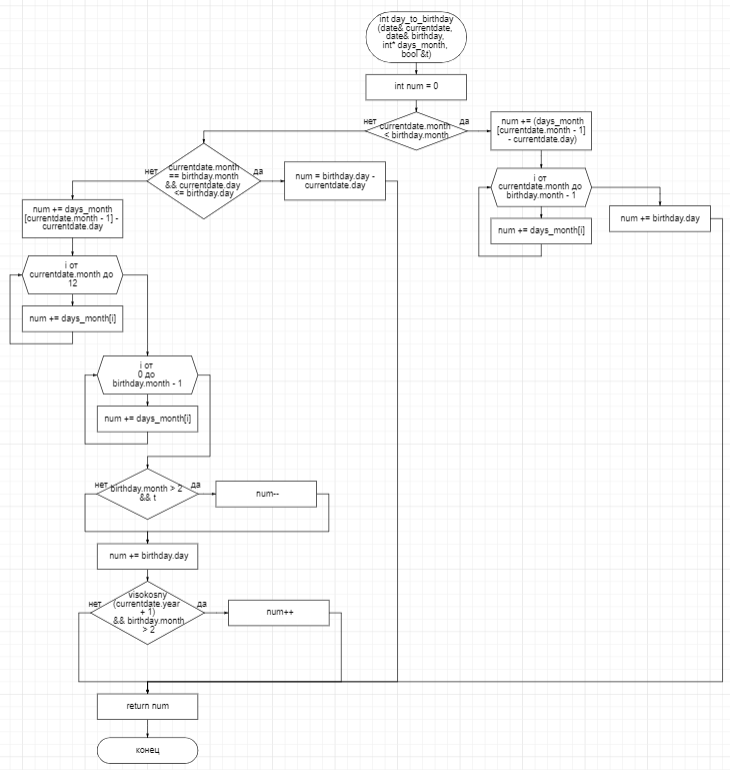 int day_to_birthday
(date& currentdate,
date& birthday,
int* days_month,
bool &t)
int num = 0
нет
currentdate.month
< birthday.month
да
num += (days_month
[currentdate.month - 1]
- currentdate.day)
нет
currentdate.month
== birthday.month
&& currentdate.day
<= birthday.day
да
num = birthday.day -
currentdate.day
i от
currentdate.month до
birthday.month - 1
num += days_month[i]
num += birthday.day
num += days_month
[currentdate.month - 1] -
currentdate.day
i от
currentdate.month до
12
num += days_month[i]
i от
0 до
birthday.month - 1
num += days_month[i]
нет
birthday.month > 2
&& t
да
num--
num += birthday.day
нет
visokosny
(currentdate.year
+ 1)
&& birthday.month
> 2
да
num++
return num
конец